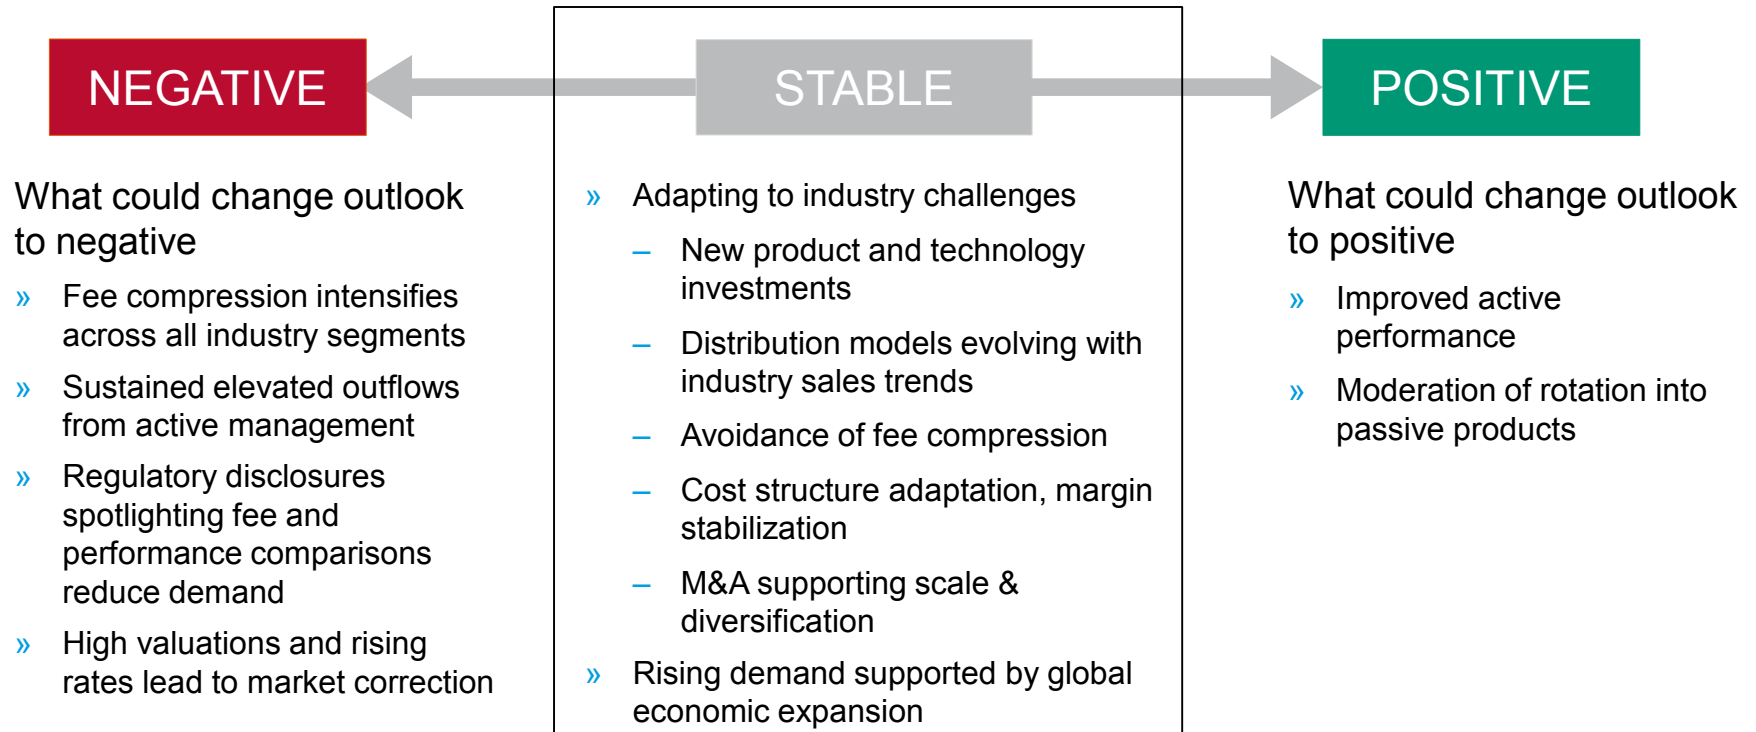 NEGATIVE
STABLE
POSITIVE
What could change outlook
to negative
» Fee compression intensifies
across all industry segments
» Sustained elevated outflows
from active management
» Regulatory disclosures
spotlighting fee and
performance comparisons
reduce demand
» High valuations and rising
rates lead to market correction
» Adapting to industry challenges
– New product and technology
investments
– Distribution models evolving with
industry sales trends
– Avoidance of fee compression
– Cost structure adaptation, margin
stabilization
– M&A supporting scale &
diversification
» Rising demand supported by global
economic expansion
What could change outlook
to positive
» Improved active
performance
» Moderation of rotation into
passive products